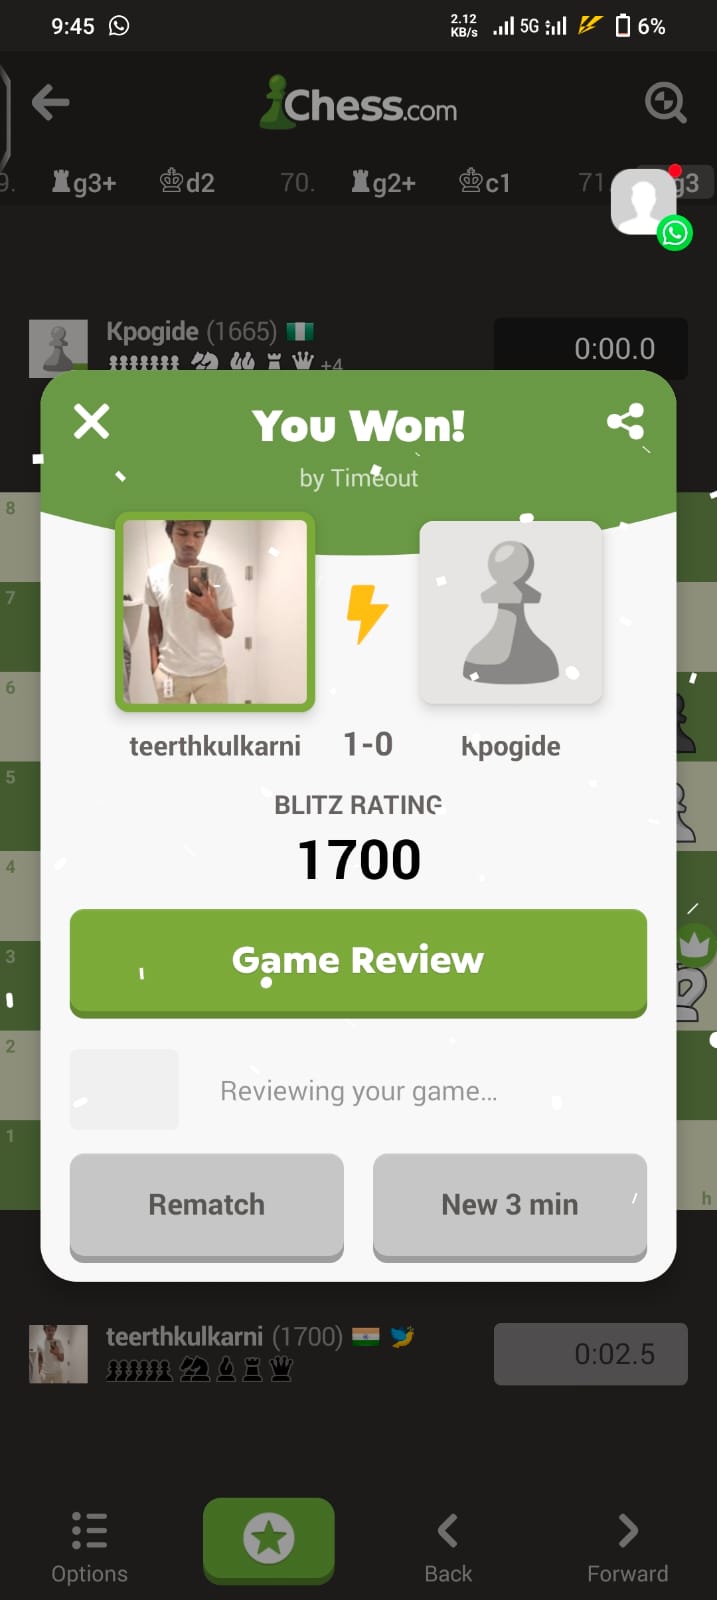 9:45 2.12 KB/s 5G 6%
Chess.com
9. g3+ d2 70. g2+ c1 71. g3
Kpogide (1665) 0:00.0
+4
You Won!
by Timeout
teerthkulkarni 1-0 Kpogide
BLITZ RATING
1700
Game Review
Reviewing your game...
Rematch New 3 min
8
7
6
5
4
3
2
1
h
teerthkulkarni (1700) 0:02.5
Options Back Forward